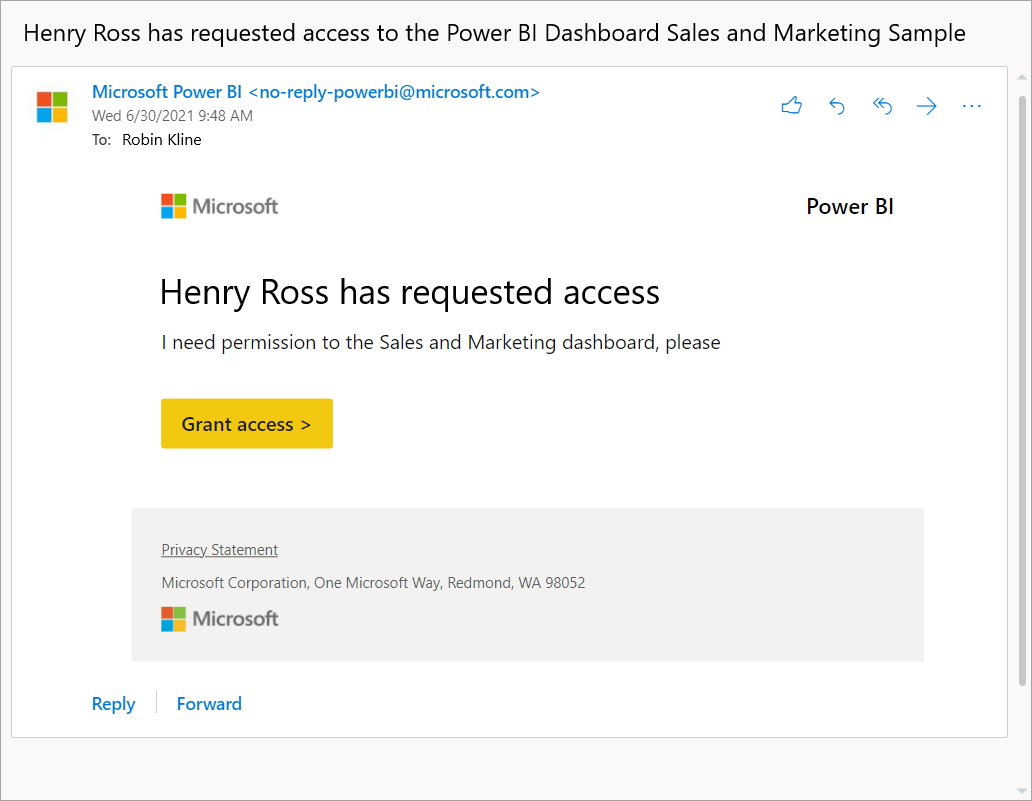 Henry Ross has requested access to the Power BI Dashboard Sales and Marketing Sample
Microsoft Power BI <no-reply-powerbi@microsoft.com>
Wed 6/30/2021 9:48 AM
To: Robin Kline
Microsoft
Power BI
Henry Ross has requested access
I need permission to the Sales and Marketing dashboard, please
Grant access >
Privacy Statement
Microsoft Corporation, One Microsoft Way, Redmond, WA 98052
Microsoft
Reply
Forward